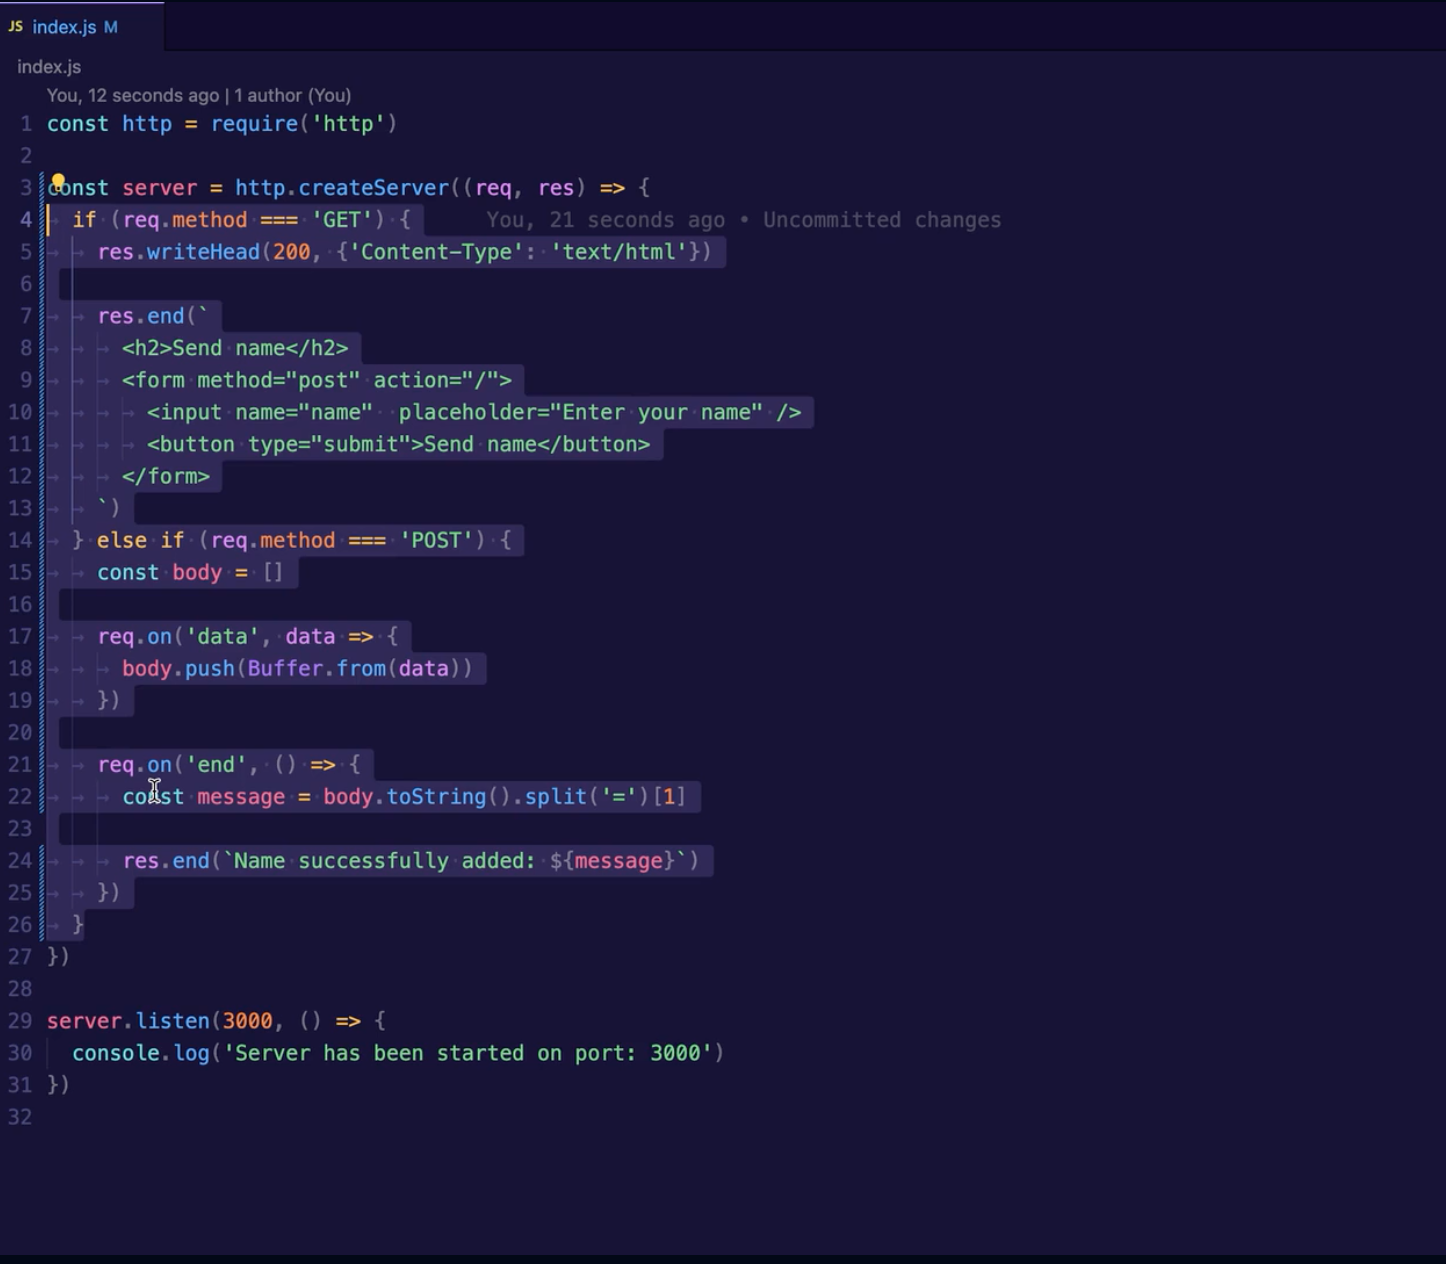 JS index.js M
index.js
You, 12 seconds ago | 1 author (You)
1 const http = require('http')
2
3 const server = http.createServer((req, res) => {
4 if (req.method === 'GET') { You, 21 seconds ago • Uncommitted changes
5 res.writeHead(200, {'Content-Type': 'text/html'})
6
7 res.end(`
8 <h2>Send name</h2>
9 <form method="post" action="/">
10 <input name="name"  placeholder="Enter your name" />
11 <button type="submit">Send name</button>
12 </form>
13 `)
14 } else if (req.method === 'POST') {
15 const body = []
16
17 req.on('data', data => {
18 body.push(Buffer.from(data))
19 })
20
21 req.on('end', () => {
22 const message = body.toString().split('=')[1]
23
24 res.end(`Name successfully added: ${message}`)
25 })
26 }
27 })
28
29 server.listen(3000, () => {
30 console.log('Server has been started on port: 3000')
31 })
32